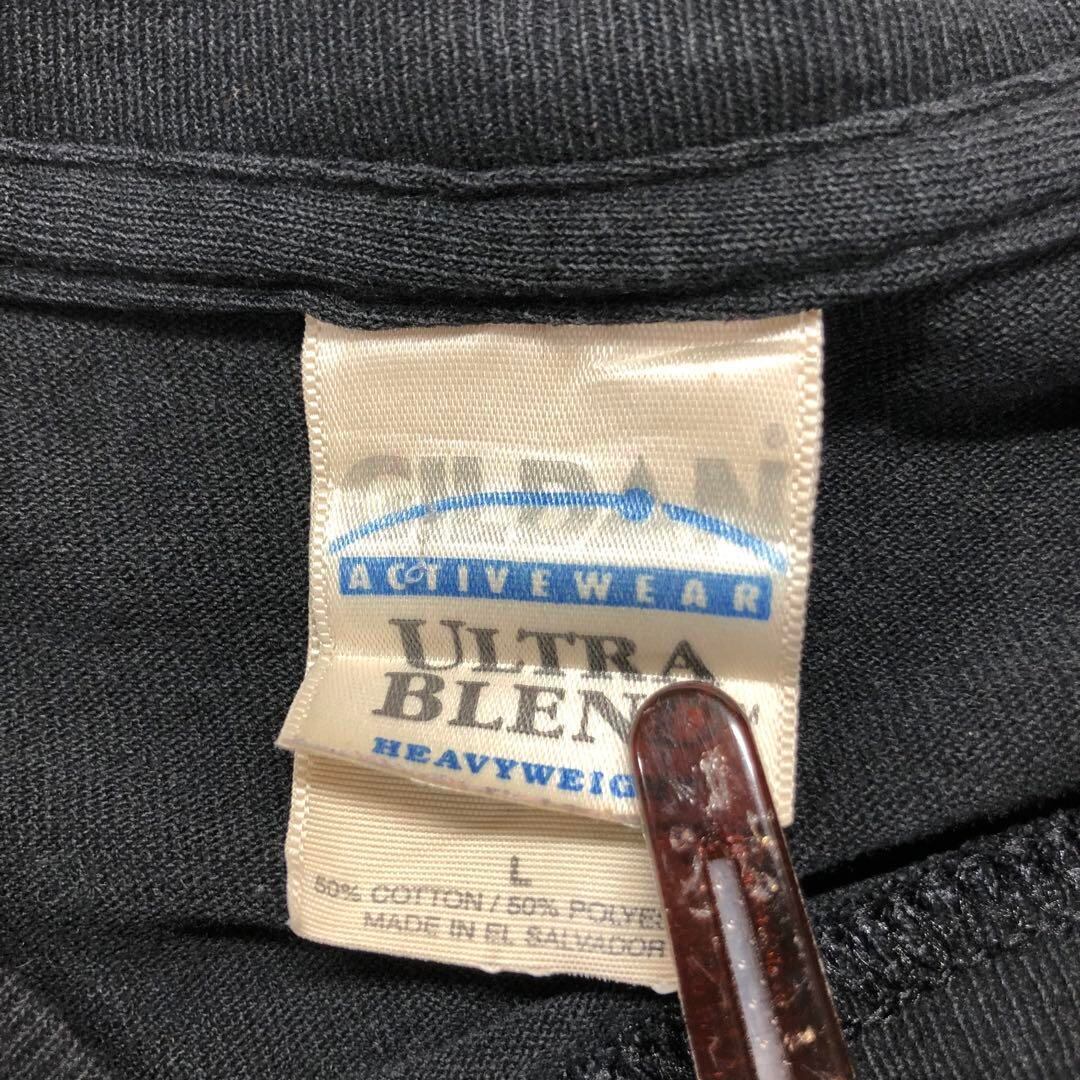 GILDAN
ACTIVEWEAR
ULTRA
BLEN
HEAVYWEIG
L
50% COTTON / 50% POLYES
MADE IN EL SALVADOR